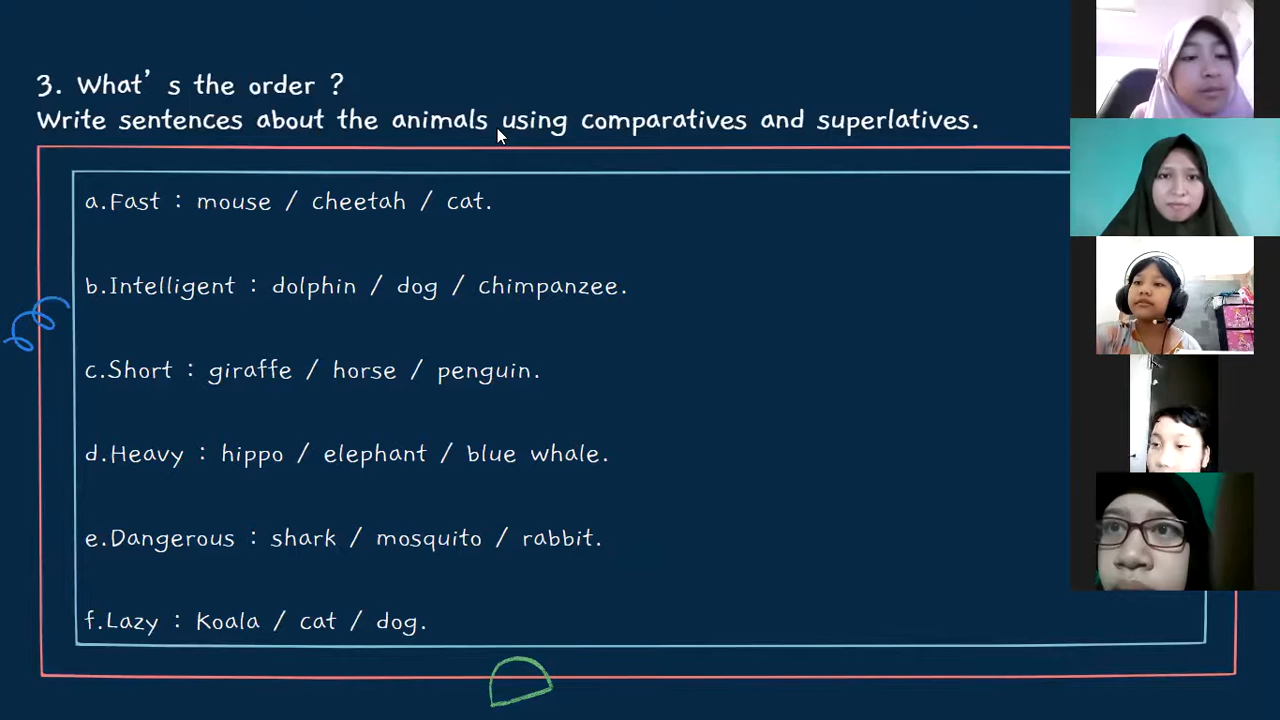 3. What's the order ?
Write sentences about the animals using comparatives and superlatives.
a.Fast : mouse / cheetah / cat.
b.Intelligent : dolphin / dog / chimpanzee.
c.Short : giraffe / horse / penguin.
d.Heavy : hippo / elephant / blue whale.
e.Dangerous : shark / mosquito / rabbit.
f.Lazy : Koala / cat / dog.